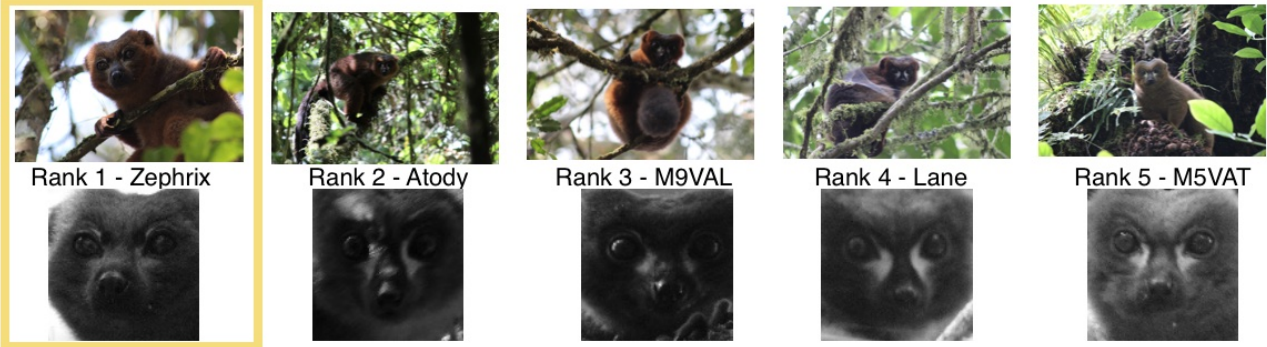 Rank 1 - Zephrix
Rank 2 - Atody
Rank 3 - M9VAL
Rank 4 - Lane
Rank 5 - M5VAT